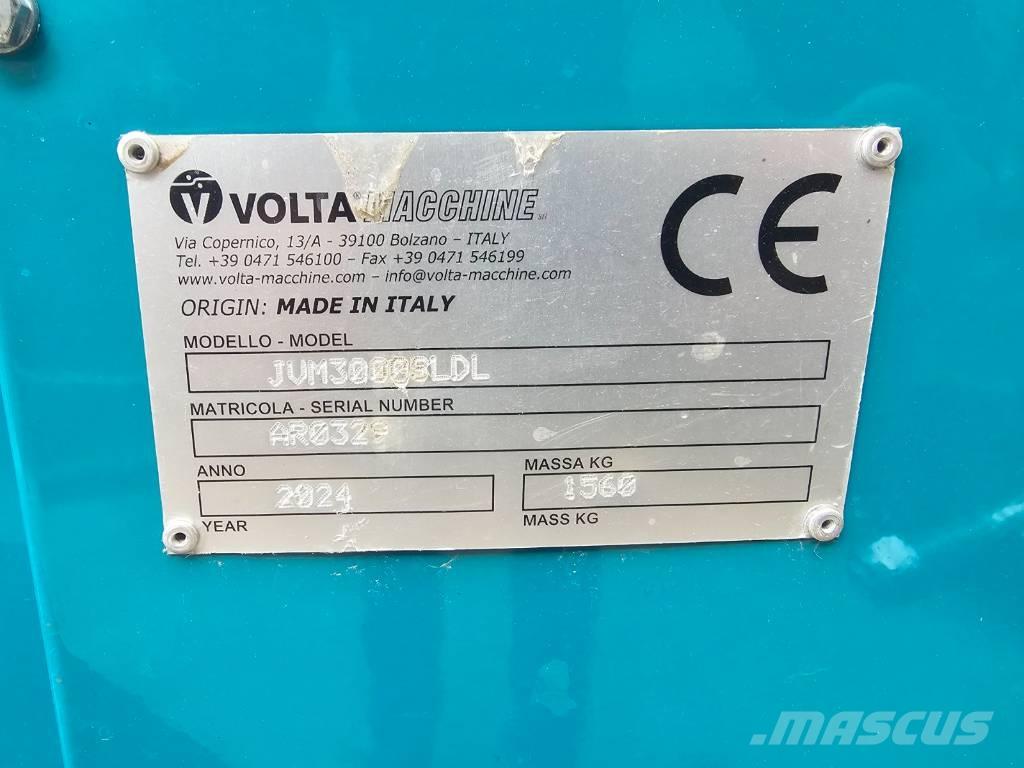 VOLTA® MACCHINE srl
Via Copernico, 13/A - 39100 Bolzano – ITALY
Tel. +39 0471 546100 – Fax +39 0471 546199
www.volta-macchine.com – info@volta-macchine.com
ORIGIN: MADE IN ITALY
CE
MODELLO - MODEL
JVM3000SLDL
MATRICOLA - SERIAL NUMBER
AR0329
ANNO
2024
YEAR
MASSA KG
1560
MASS KG
MASCUS